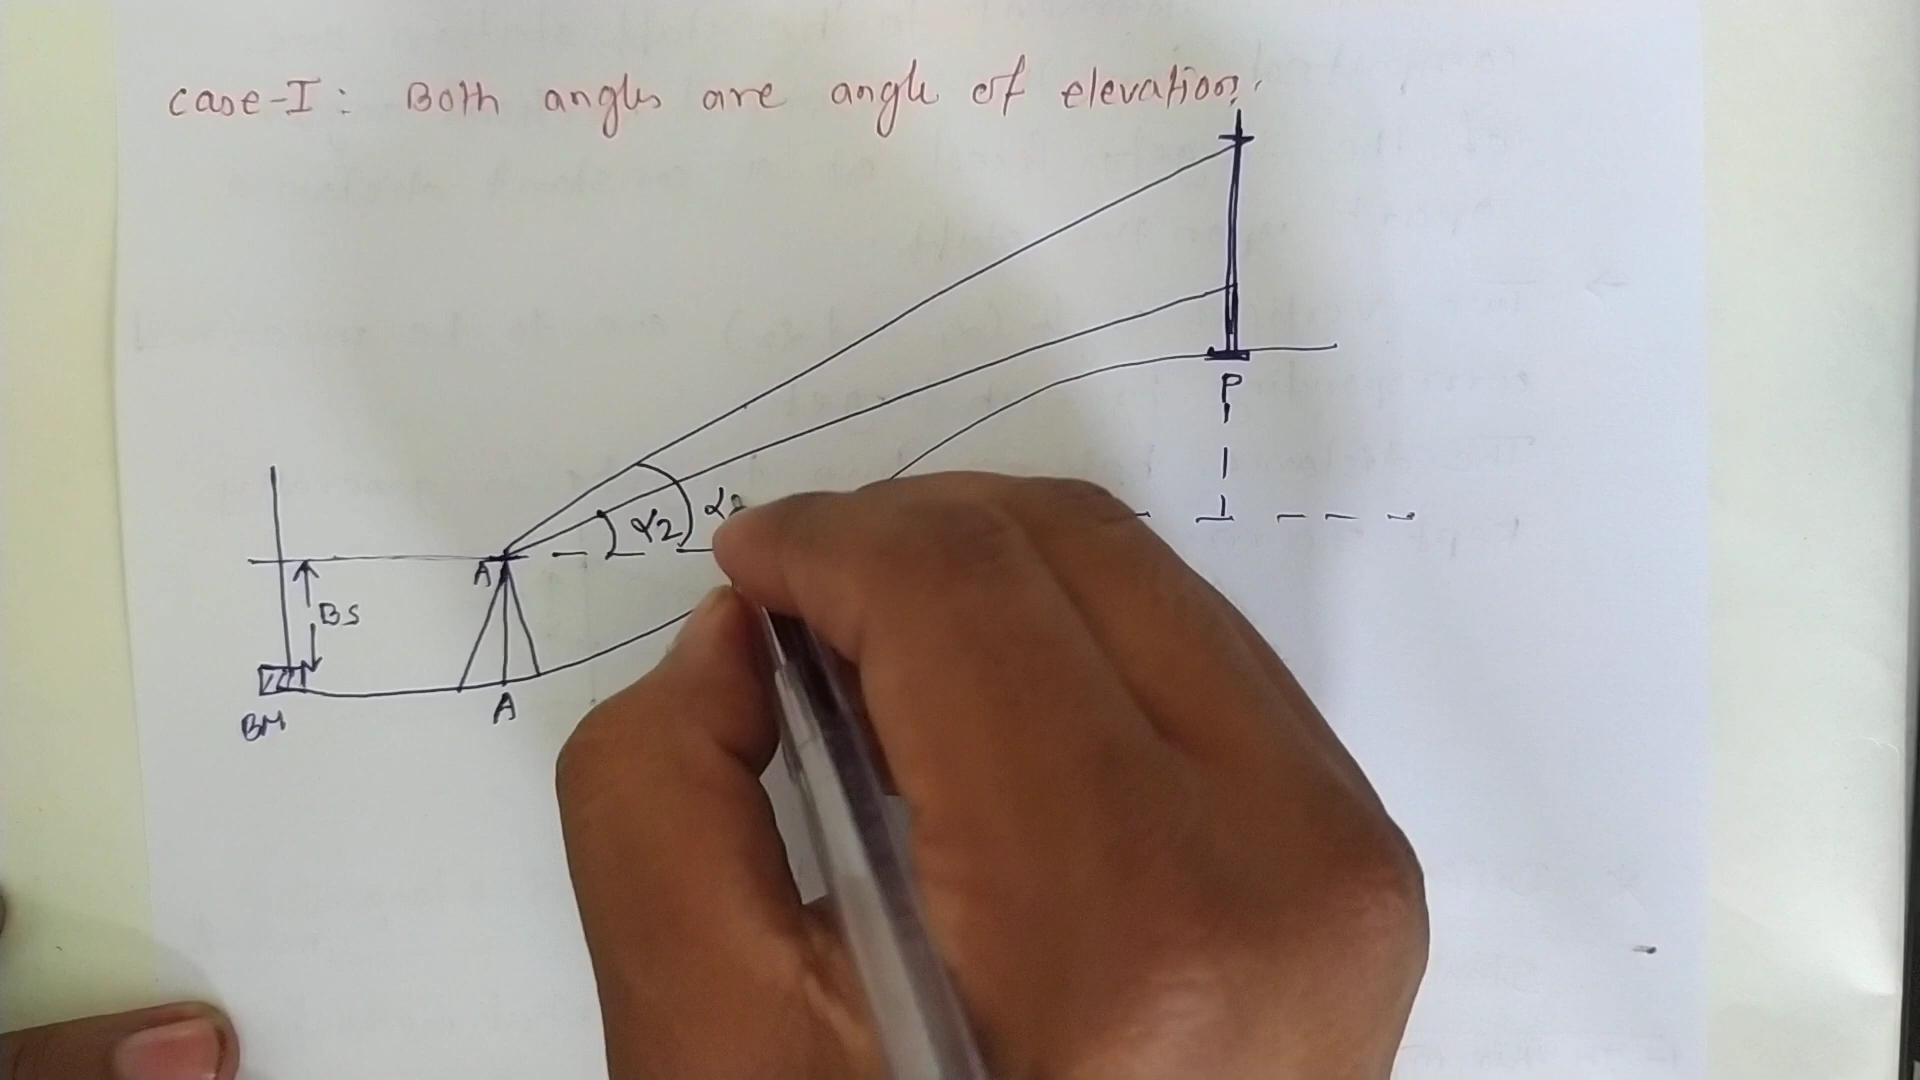 case-I: Both angles are angle of elevation.
P
α2
A'
BS
A
BM